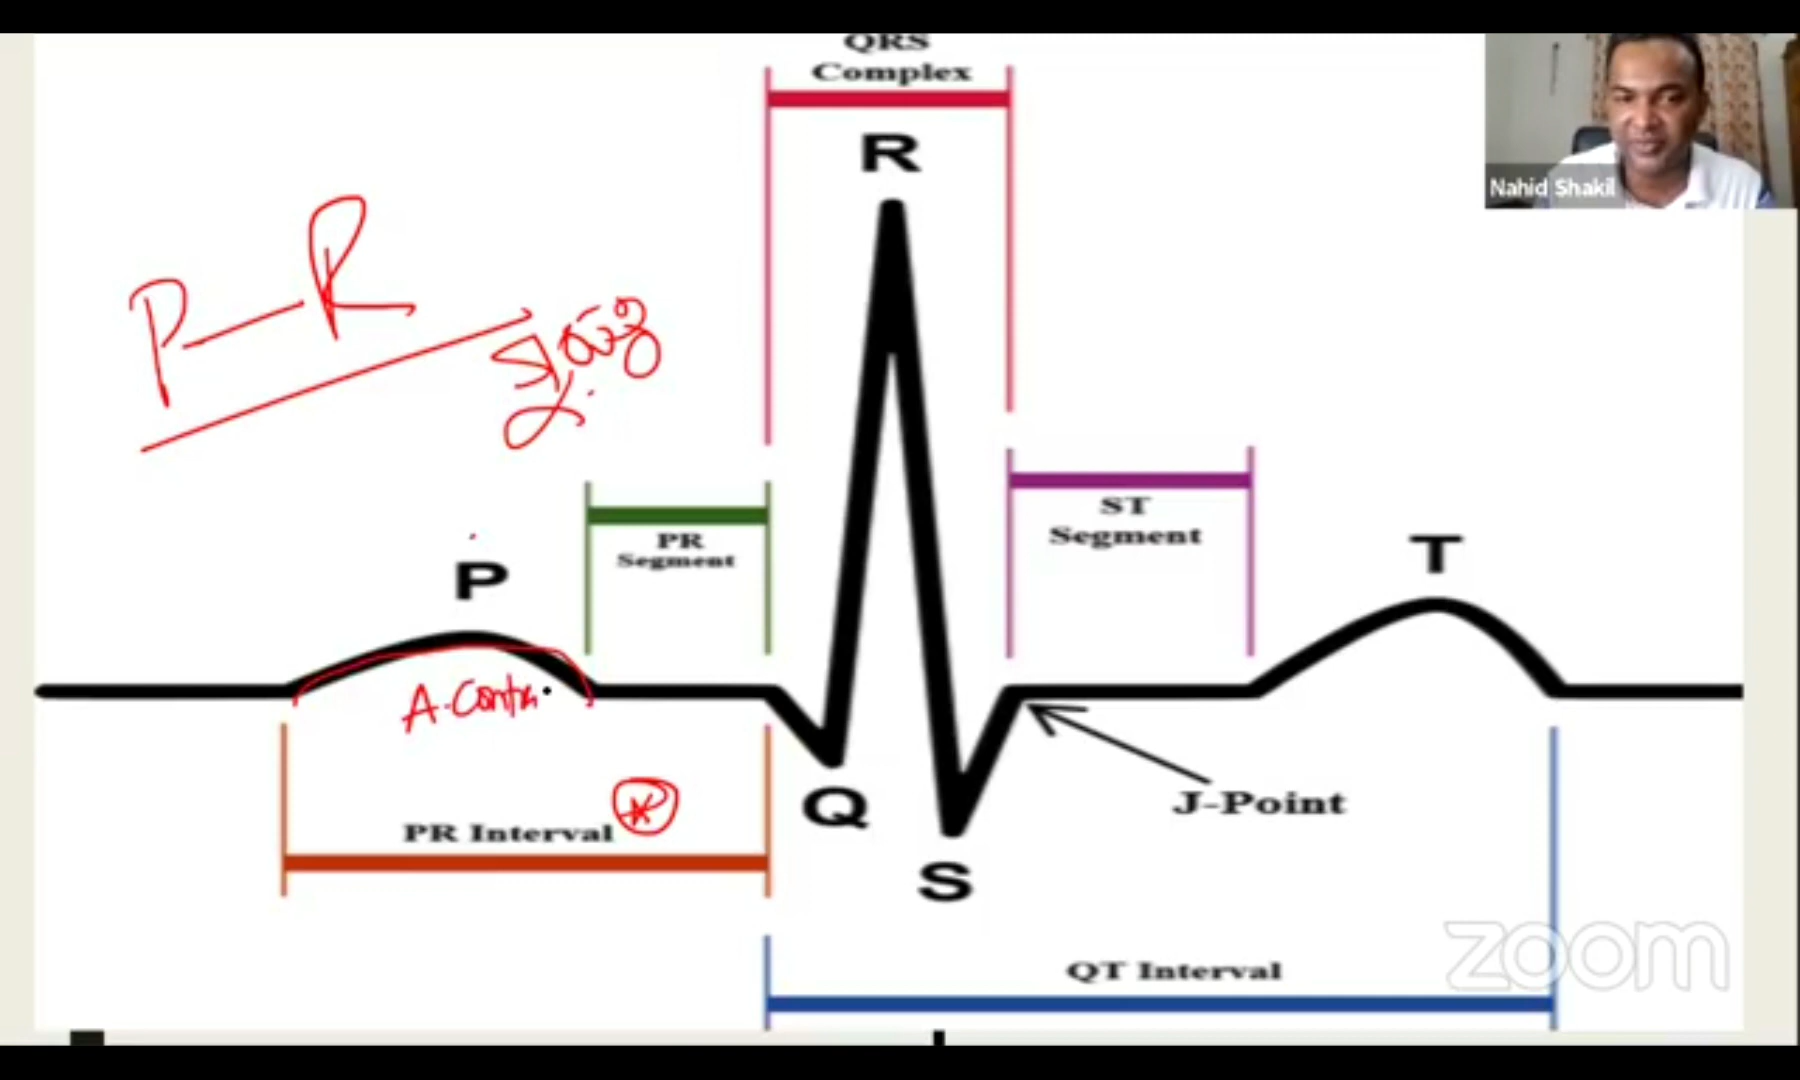 QRS
Complex
R
Nahid Shakil
P-R
PR
Segment
ST
Segment
P
T
A.Contr
Q
J-Point
PR Interval
S
QT Interval
zoom